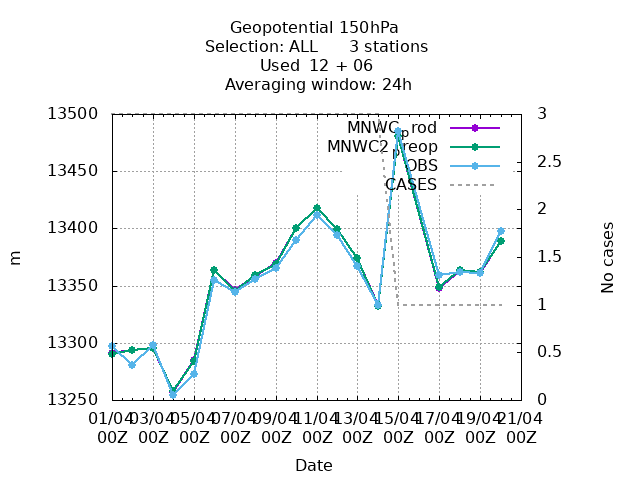 Geopotential 150hPa
Selection: ALL 3 stations
Used 12 + 06
Averaging window: 24h
MNWC_prod
MNWC2_preop
OBS
CASES
13500
13450
13400
13350
13300
13250
m
3
2.5
2
1.5
1
0.5
0
No cases
01/04 03/04 05/04 07/04 09/04 11/04 13/04 15/04 17/04 19/04 21/04
00Z 00Z 00Z 00Z 00Z 00Z 00Z 00Z 00Z 00Z 00Z
Date